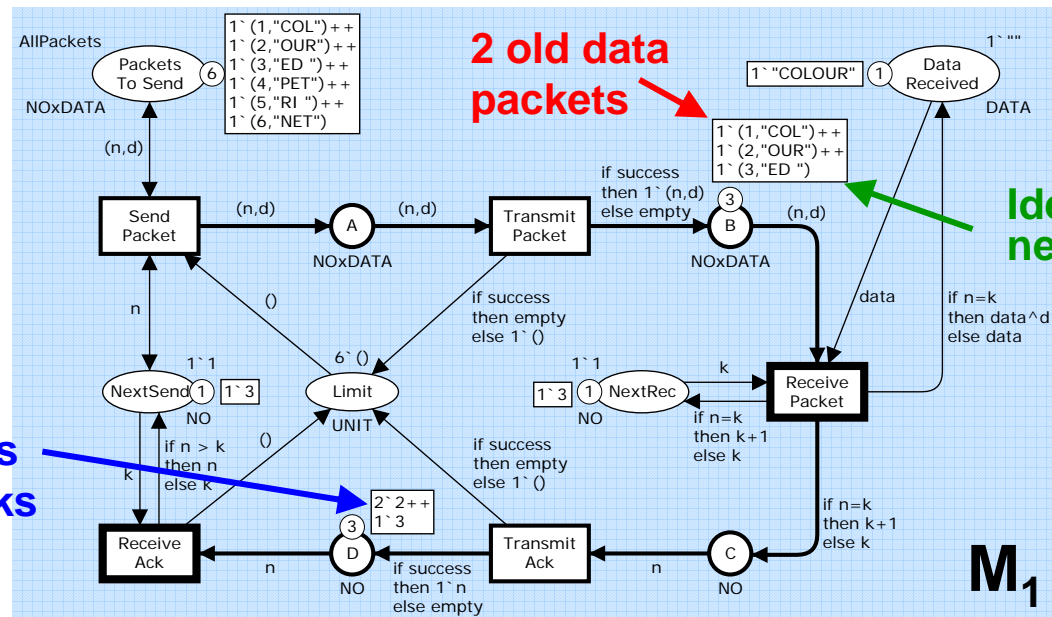 AllPackets
Packets
To Send
6
1`(1,"COL")++
1`(2,"OUR")++
1`(3,"ED ")++
1`(4,"PET")++
1`(5,"RI ")++
1`(6,"NET")
NOxDATA
2 old data
packets
1`""
1`"COLOUR"
1
Data
Received
DATA
1`(1,"COL")++
1`(2,"OUR")++
1`(3,"ED ")
(n,d)
Send
Packet
(n,d)
A
NOxDATA
(n,d)
Transmit
Packet
if success
then 1`(n,d)
else empty
3
B
NOxDATA
(n,d)
n
()
if success
then empty
else 1`()
data
if n=k
then data^d
else data
1`1
NextSend
1
1`3
NO
6`()
Limit
UNIT
1`1
1`3
1
NextRec
NO
k
if n=k
then k+1
else k
Receive
Packet
k
if n > k
then n
else k
()
if success
then empty
else 1`()
2`2++
1`3
3
D
NO
Receive
Ack
n
if success
then 1`n
else empty
Transmit
Ack
n
C
NO
if n=k
then k+1
else k
M1